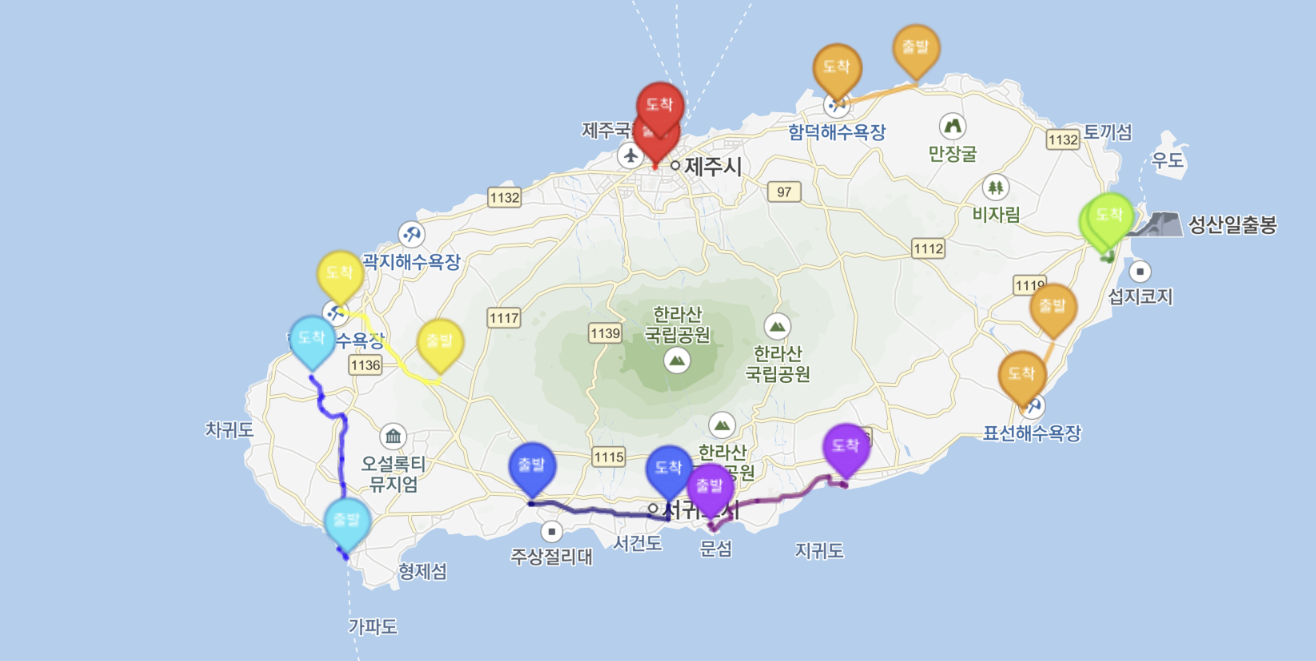 출발
도착
도착
제주국
함덕해수욕장
만장굴
1132
토끼섬
우도
제주시
97
1132
비자림
도착
성산일출봉
곽지해수욕장
1112
도착
1119
섭지코지
출발
1117
1139
한라산
국립공원
한라산
국립공원
도착
수욕장
출발
1136
도착
표선해수욕장
차귀도
오설록티
뮤지엄
1115
한라산
공원
도착
출발
도착
출발
출발
주상절리대
서건도
문섬
지귀도
형제섬
가파도